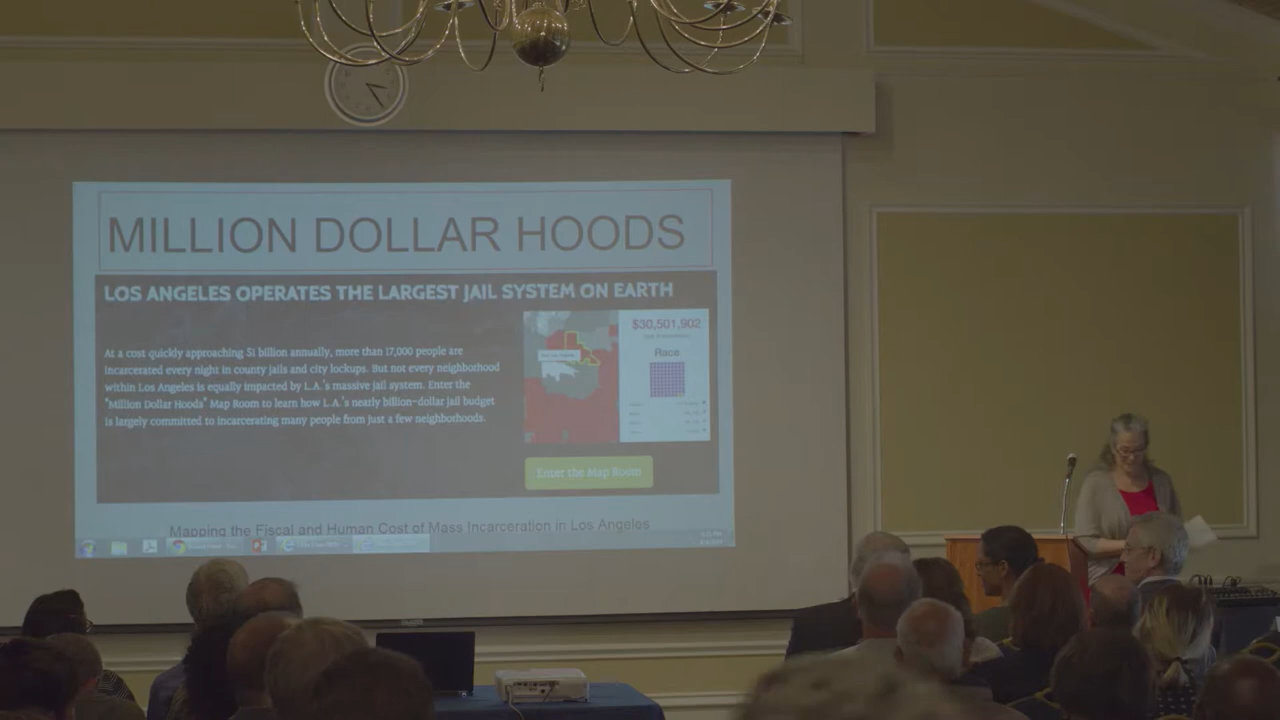 MILLION DOLLAR HOODS
LOS ANGELES OPERATES THE LARGEST JAIL SYSTEM ON EARTH
At a cost quickly approaching $1 billion annually, more than 17,000 people are
incarcerated every night in county jails and city lockups. But not every neighborhood
within Los Angeles is equally impacted by L.A.'s massive jail system. Enter the
"Million Dollar Hoods" Map Room to learn how L.A.'s nearly billion-dollar jail budget
is largely committed to incarcerating many people from just a few neighborhoods.
$30,501,902
Race
Enter the Map Room
Mapping the Fiscal and Human Cost of Mass Incarceration in Los Angeles